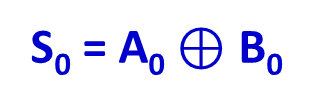 S₀ = A₀ ⊕ B₀